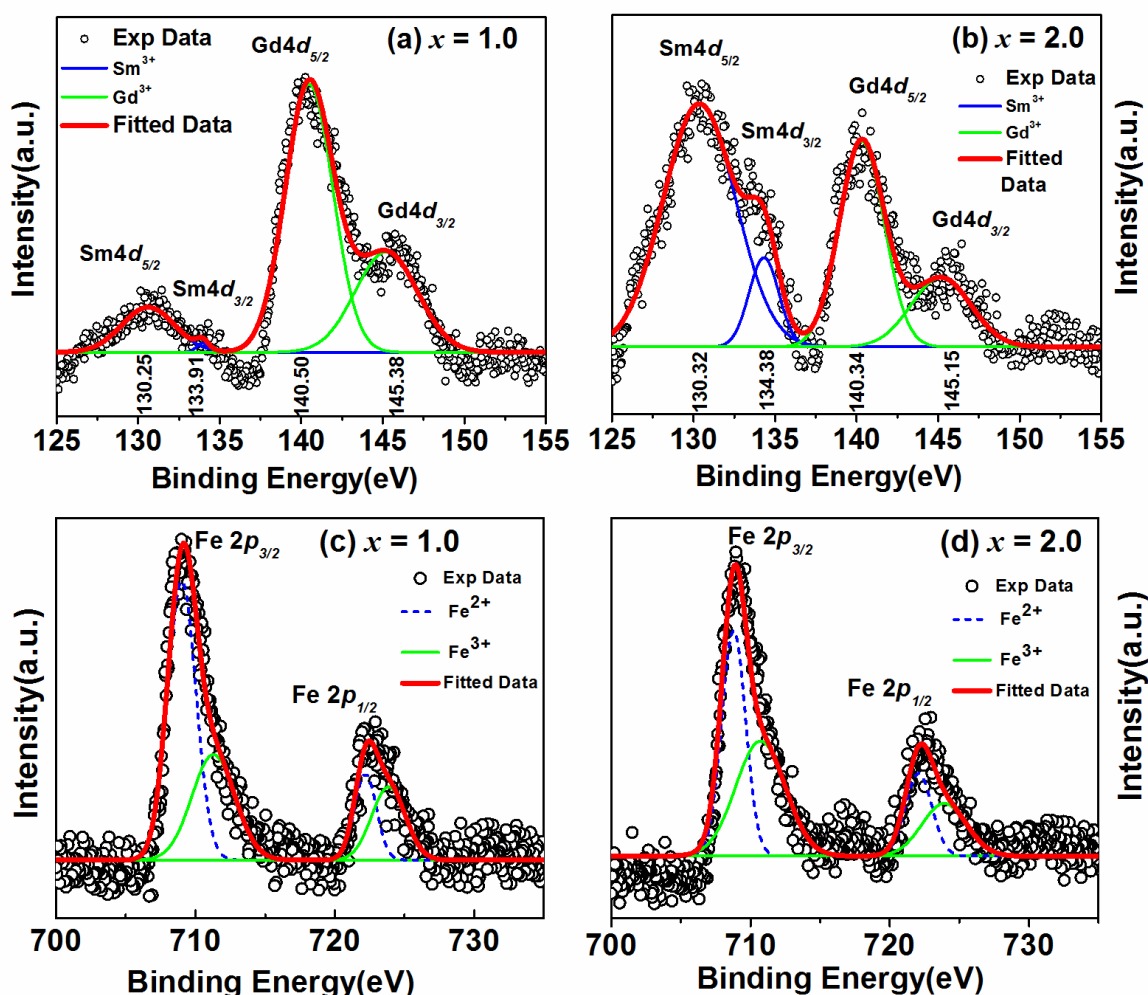 (a) x = 1.0
Exp Data
Sm3+
Gd3+
Fitted Data
Gd4d5/2
Gd4d3/2
Sm4d5/2
Sm4d3/2
130.25
133.91
140.50
145.38
125 130 135 140 145 150 155
Binding Energy(eV)
Intensity(a.u.)
(b) x = 2.0
Sm4d5/2
Sm4d3/2
Gd4d5/2
Gd4d3/2
Exp Data
Sm3+
Gd3+
Fitted
Data
130.32
134.38
140.34
145.15
125 130 135 140 145 150 155
Binding Energy(eV)
Intensity(a.u.)
(c) x = 1.0
Fe 2p3/2
Exp Data
Fe2+
Fe3+
Fitted Data
Fe 2p1/2
700 710 720 730
Binding Energy(eV)
Intensity(a.u.)
(d) x = 2.0
Fe 2p3/2
Exp Data
Fe2+
Fe3+
Fitted Data
Fe 2p1/2
700 710 720 730
Binding Energy(eV)
Intensity(a.u.)